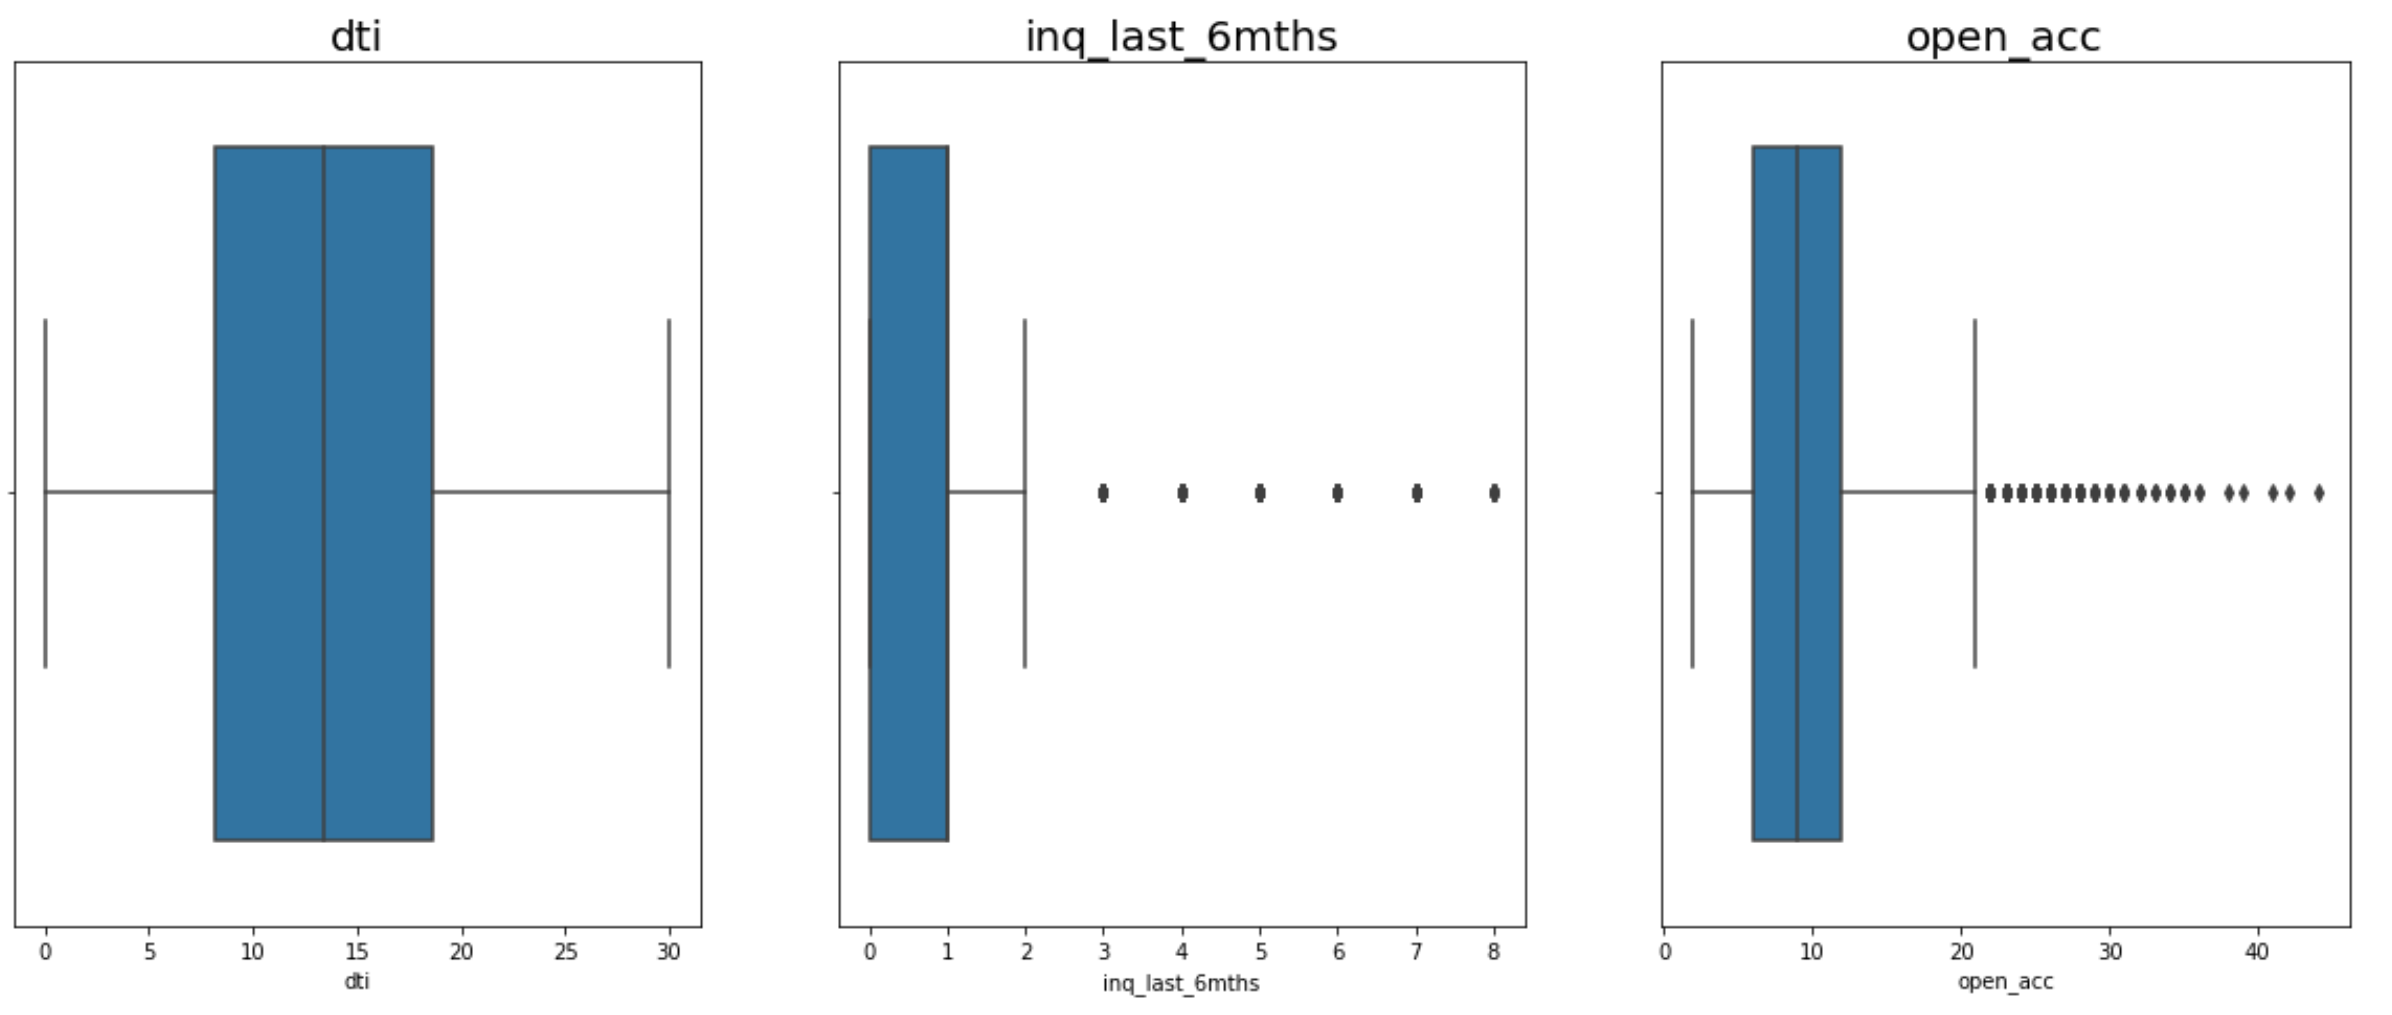 dti
inq_last_6mths
open_acc
0 5 10 15 20 25 30
dti
0 1 2 3 4 5 6 7 8
inq_last_6mths
0 10 20 30 40
open_acc